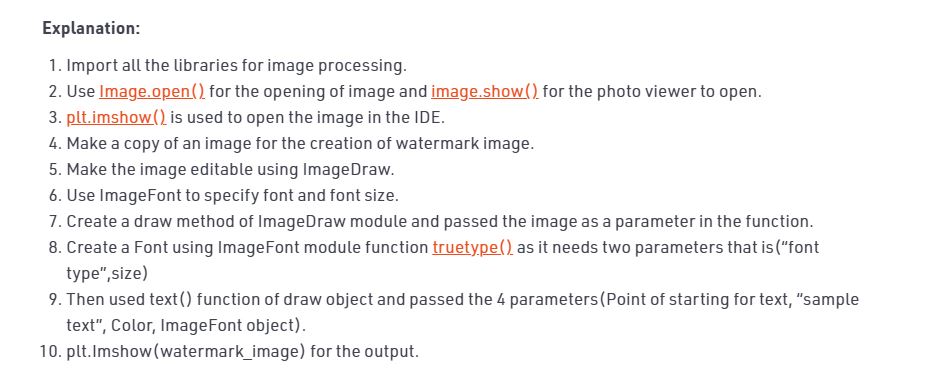 Explanation:
1. Import all the libraries for image processing.
2. Use Image.open() for the opening of image and image.show() for the photo viewer to open.
3. plt.imshow() is used to open the image in the IDE.
4. Make a copy of an image for the creation of watermark image.
5. Make the image editable using ImageDraw.
6. Use ImageFont to specify font and font size.
7. Create a draw method of ImageDraw module and passed the image as a parameter in the function.
8. Create a Font using ImageFont module function truetype() as it needs two parameters that is(“font
type”,size)
9. Then used text() function of draw object and passed the 4 parameters(Point of starting for text, “sample
text”, Color, ImageFont object).
10. plt.Imshow(watermark_image) for the output.